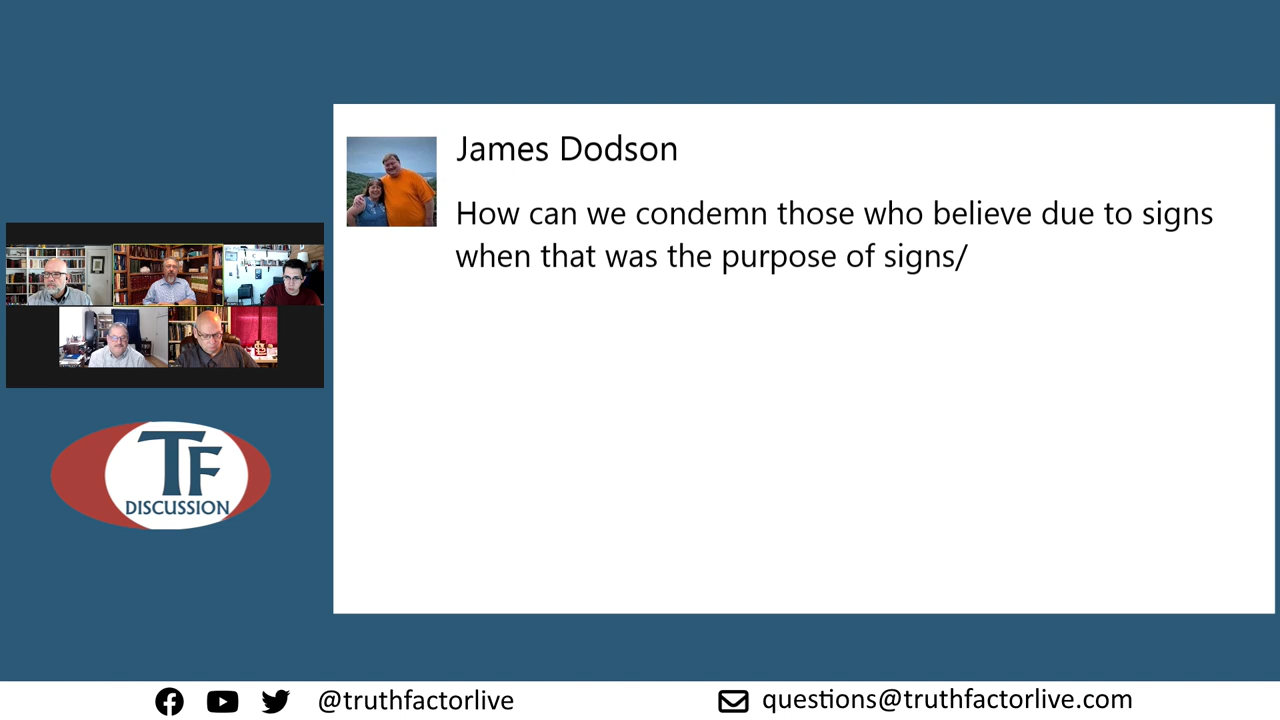 James Dodson
How can we condemn those who believe due to signs
when that was the purpose of signs/
TF
DISCUSSION
@truthfactorlive
questions@truthfactorlive.com